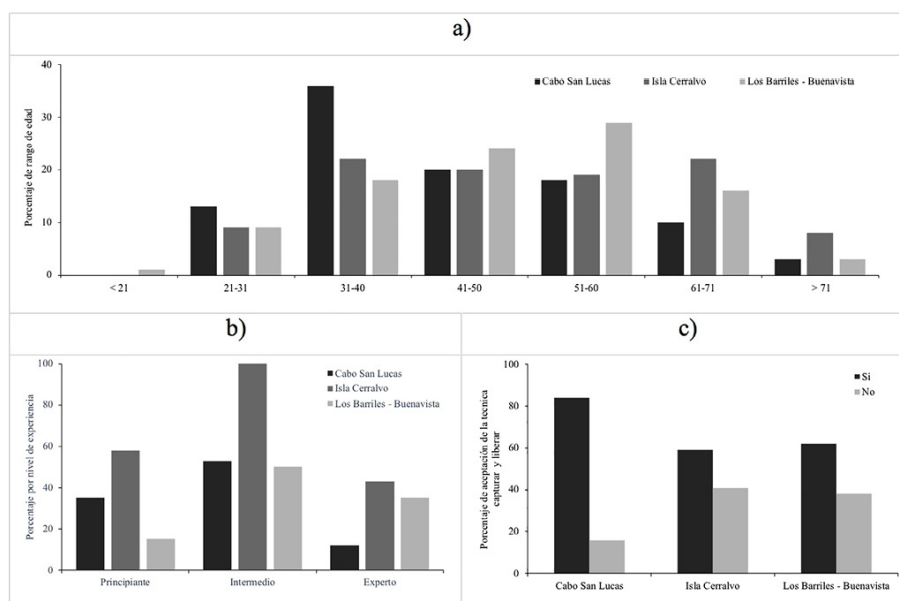 a)
Porcentaje de rango de edad
40
30
20
10
0
Cabo San Lucas
Isla Cerralvo
Los Barriles - Buenavista
< 21
21-31
31-40
41-50
51-60
61-71
> 71
b)
Porcentaje por nivel de experiencia
100
80
60
40
20
0
Cabo San Lucas
Isla Cerralvo
Los Barriles - Buenavista
Principiante
Intermedio
Experto
c)
Porcentaje de aceptación de la tecnica
capturar y liberar
100
80
60
40
20
0
Si
No
Cabo San Lucas
Isla Cerralvo
Los Barriles - Buenavista